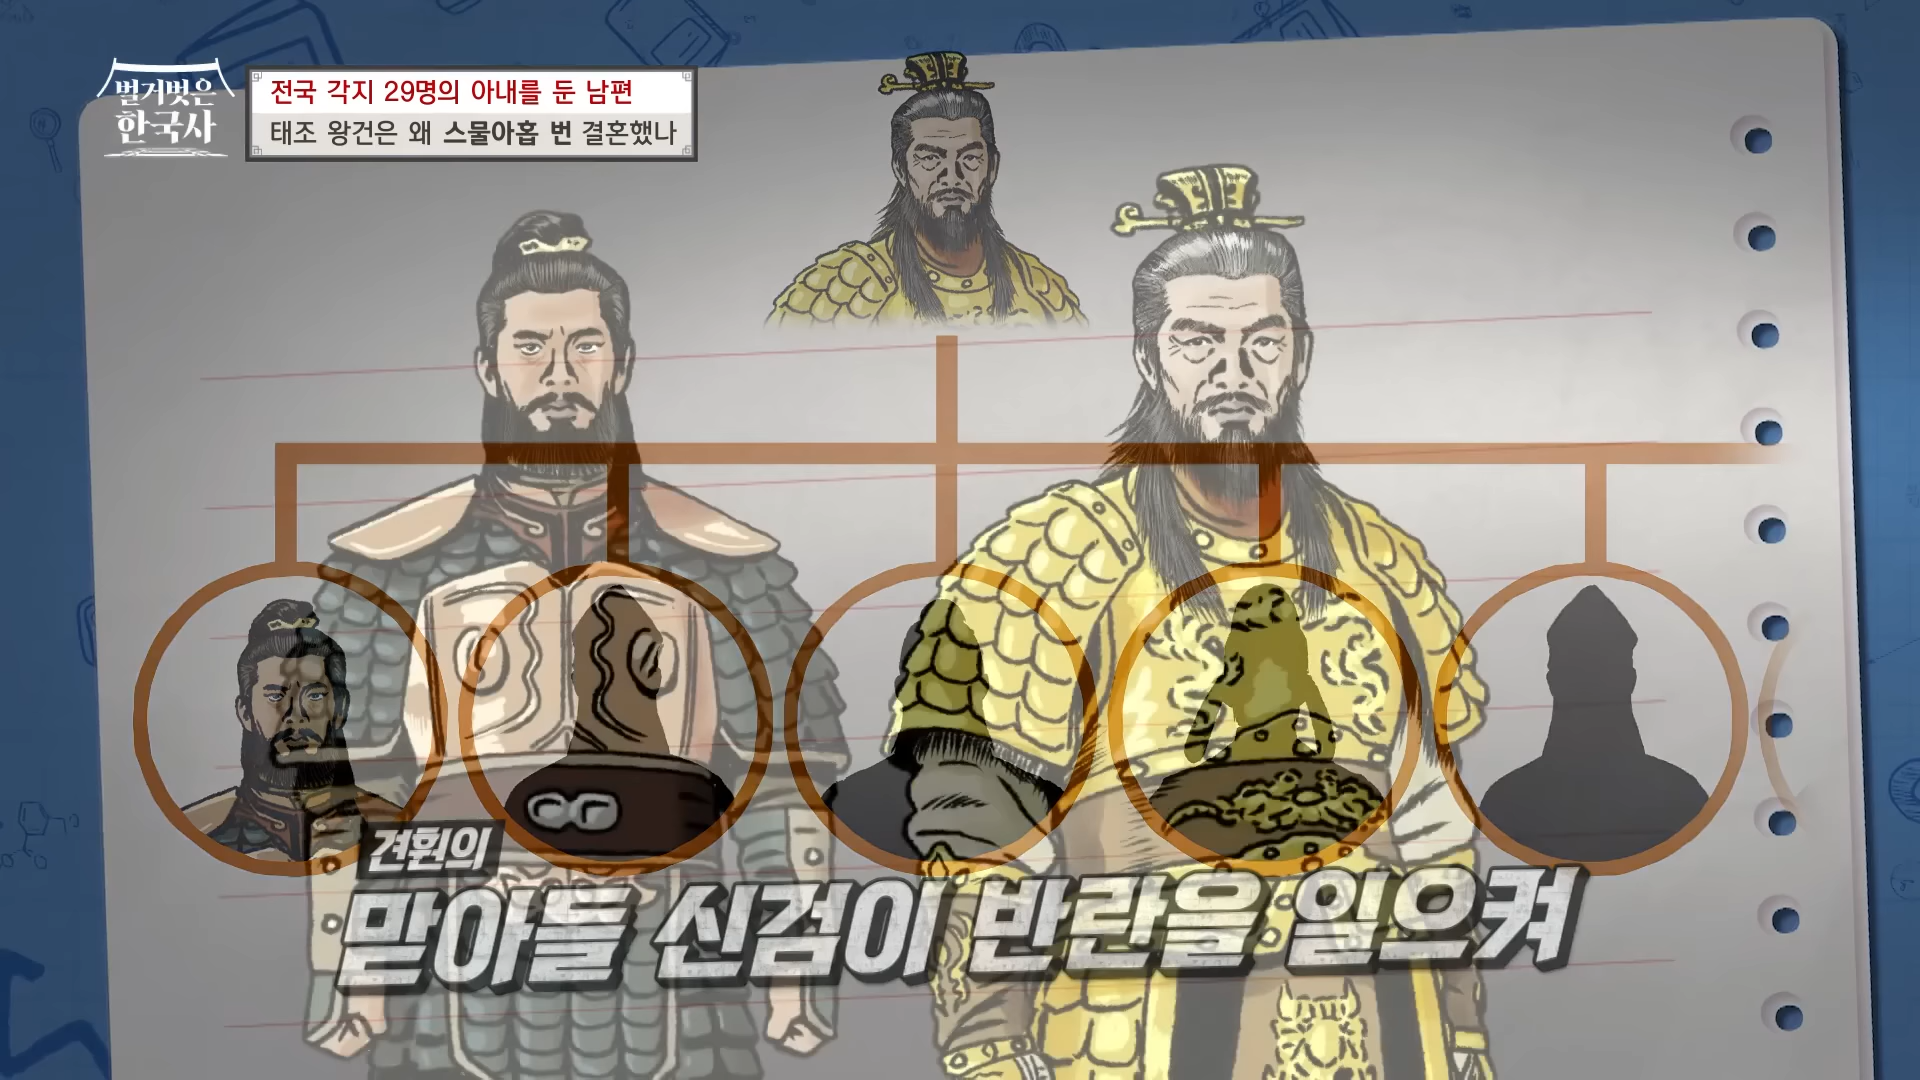 벌거벗은
한국사
전국 각지 29명의 아내를 둔 남편
태조 왕건은 왜 스물아홉 번 결혼했나
견훤의
맏아들 신검이 반란을 일으켜